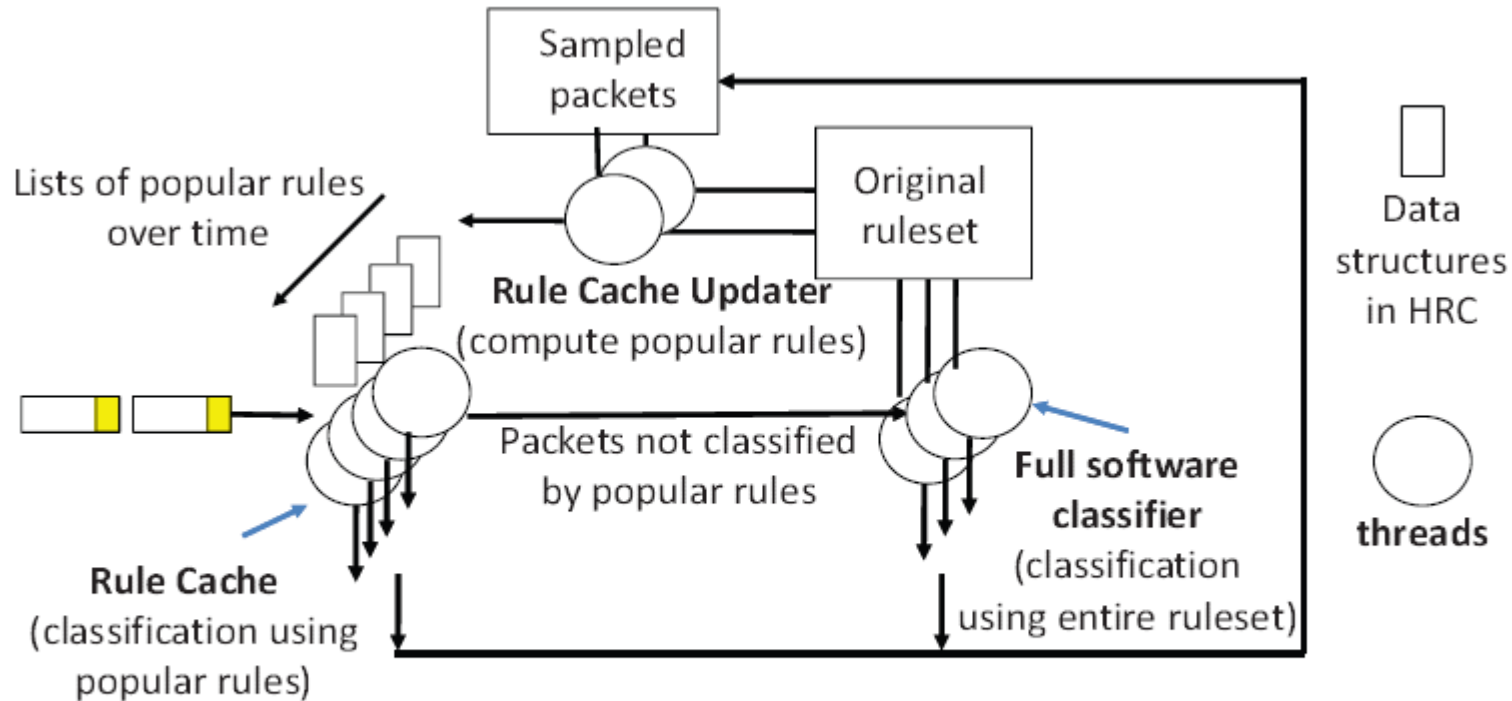 Sampled
packets
Lists of popular rules
over time
Original
ruleset
Rule Cache Updater
(compute popular rules)
Data
structures
in HRC
Packets not classified
by popular rules
Full software
classifier
(classification
using entire ruleset)
threads
Rule Cache
(classification using
popular rules)